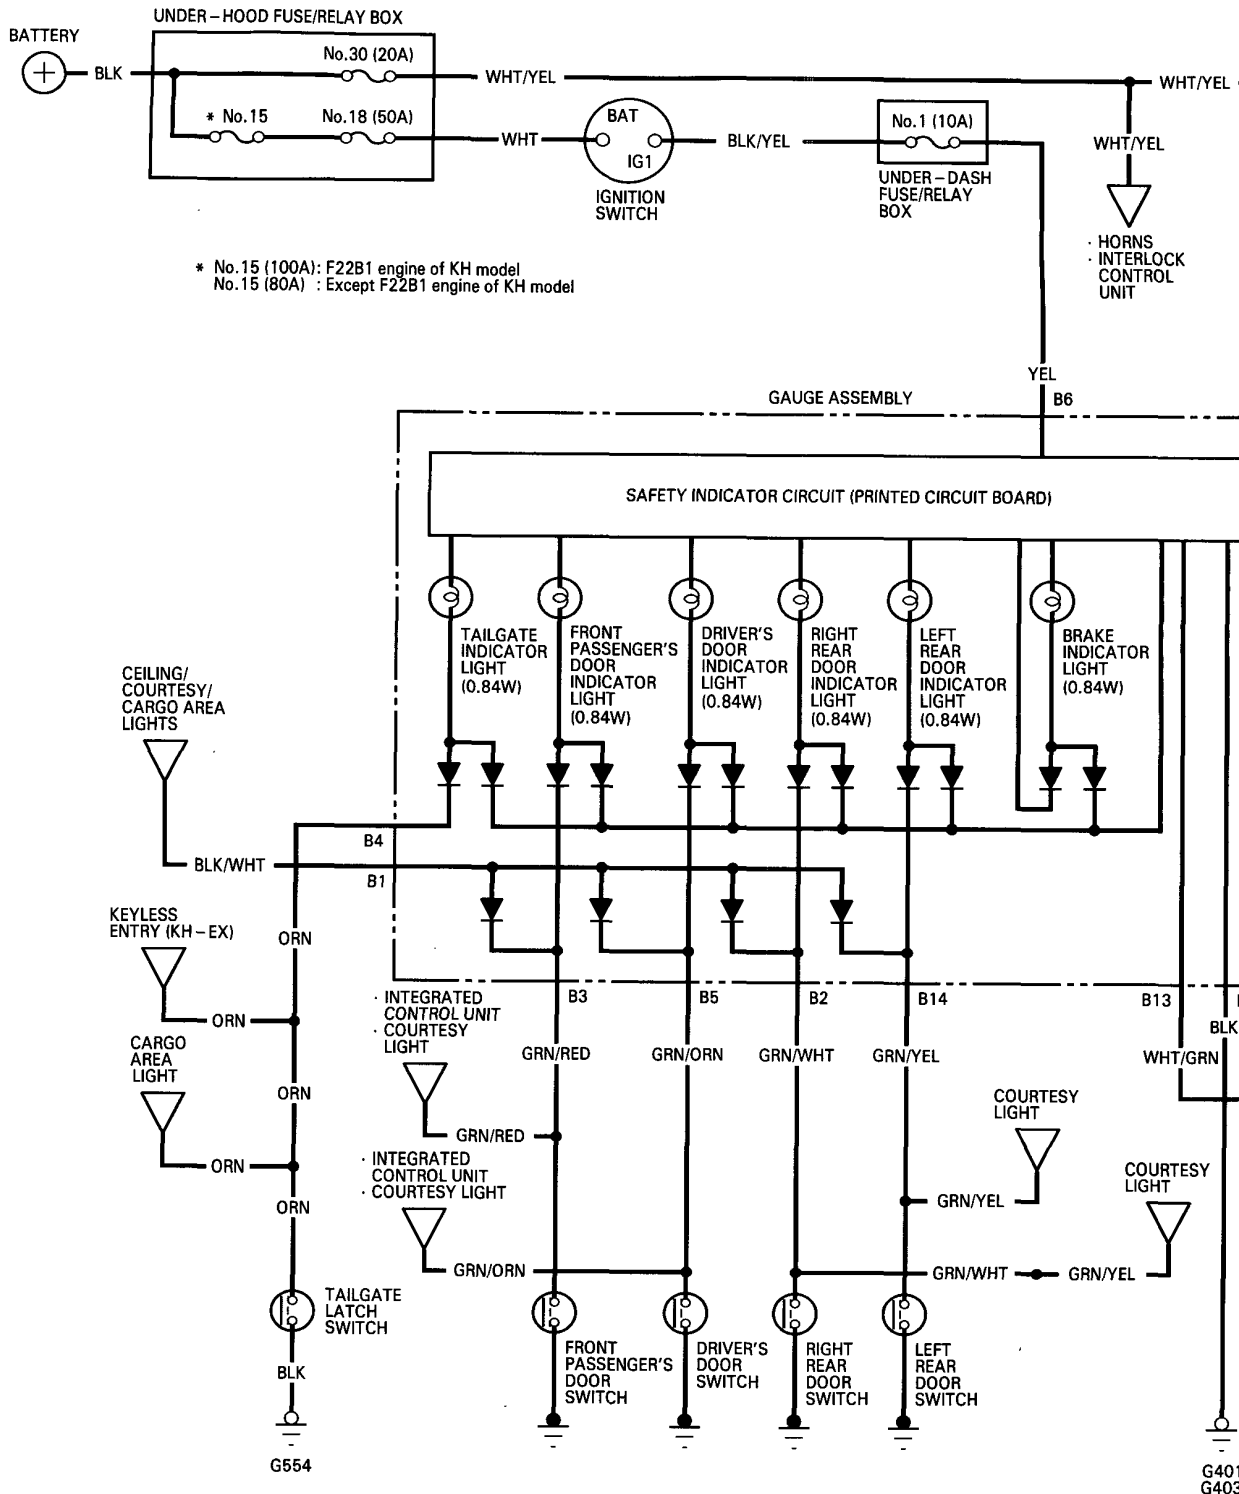 UNDER-HOOD FUSE/RELAY BOX
BATTERY
+
BLK
No.30 (20A)
WHT/YEL
WHT/YEL
* No.15
No.18 (50A)
WHT
BAT
IG1
IGNITION
SWITCH
BLK/YEL
No.1 (10A)
UNDER-DASH
FUSE/RELAY
BOX
WHT/YEL
· HORNS
· INTERLOCK
CONTROL
UNIT
* No.15 (100A): F22B1 engine of KH model
No.15 (80A) : Except F22B1 engine of KH model
YEL
B6
GAUGE ASSEMBLY
SAFETY INDICATOR CIRCUIT (PRINTED CIRCUIT BOARD)
TAILGATE
INDICATOR
LIGHT
(0.84W)
FRONT
PASSENGER'S
DOOR
INDICATOR
LIGHT
(0.84W)
DRIVER'S
DOOR
INDICATOR
LIGHT
(0.84W)
RIGHT
REAR
DOOR
INDICATOR
LIGHT
(0.84W)
LEFT
REAR
DOOR
INDICATOR
LIGHT
(0.84W)
BRAKE
INDICATOR
LIGHT
(0.84W)
CEILING/
COURTESY/
CARGO AREA
LIGHTS
B4
BLK/WHT
B1
KEYLESS
ENTRY (KH-EX)
ORN
ORN
CARGO
AREA
LIGHT
ORN
ORN
ORN
· INTEGRATED
CONTROL UNIT
· COURTESY
LIGHT
B3
B5
B2
B14
B13
BLK
GRN/RED
GRN/ORN
GRN/WHT
GRN/YEL
WHT/GRN
GRN/RED
· INTEGRATED
CONTROL UNIT
· COURTESY LIGHT
GRN/ORN
COURTESY
LIGHT
GRN/YEL
COURTESY
LIGHT
GRN/WHT
GRN/YEL
TAILGATE
LATCH
SWITCH
BLK
G554
FRONT
PASSENGER'S
DOOR
SWITCH
DRIVER'S
DOOR
SWITCH
RIGHT
REAR
DOOR
SWITCH
LEFT
REAR
DOOR
SWITCH
G401
G403